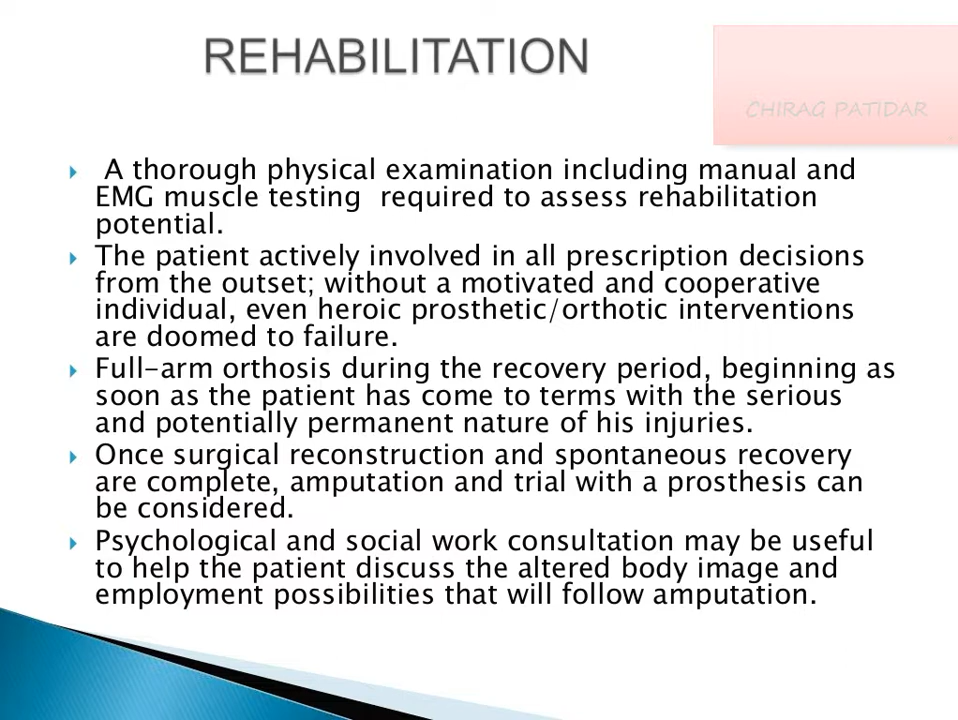 REHABILITATION
CHIRAG PATIDAR
A thorough physical examination including manual and
EMG muscle testing required to assess rehabilitation
potential.
The patient actively involved in all prescription decisions
from the outset; without a motivated and cooperative
individual, even heroic prosthetic/orthotic interventions
are doomed to failure.
Full-arm orthosis during the recovery period, beginning as
soon as the patient has come to terms with the serious
and potentially permanent nature of his injuries.
Once surgical reconstruction and spontaneous recovery
are complete, amputation and trial with a prosthesis can
be considered.
Psychological and social work consultation may be useful
to help the patient discuss the altered body image and
employment possibilities that will follow amputation.